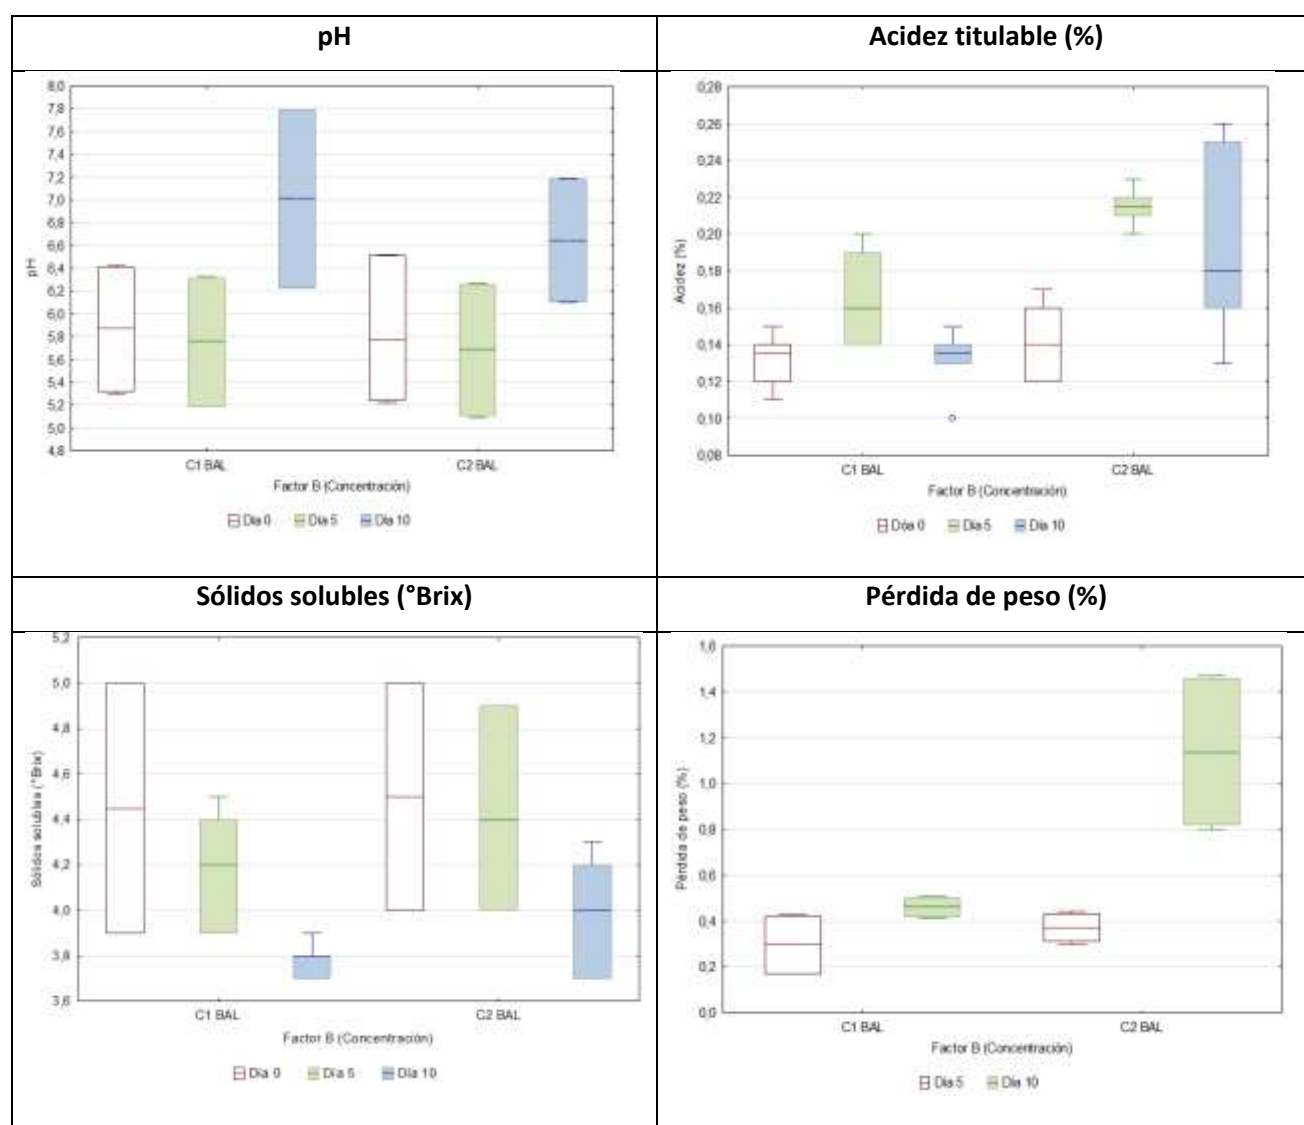 pH
Acidez titulable (%)
8,0
7,8
7,6
7,4
7,2
7,0
6,8
6,6
6,4
6,2
6,0
5,8
5,6
5,4
5,2
5,0
4,8
pH
C1 BAL
C2 BAL
Factor B (Concentración)
Dia 0
Día 5
Dia 10
0,28
0,26
0,24
0,22
0,20
0,18
0,16
0,14
0,12
0,10
0,08
Acidez (%)
C1 BAL
C2 BAL
Factor B (Concentración)
Dóa 0
Día 5
Dia 10
Sólidos solubles (°Brix)
Pérdida de peso (%)
5,2
5,0
4,8
4,6
4,4
4,2
4,0
3,8
3,6
Sólidos solubles (°Brix)
C1 BAL
C2 BAL
Factor B (Concentración)
Día 0
Día 5
Día 10
1,6
1,4
1,2
1,0
0,8
0,6
0,4
0,2
0,0
Pérdida de peso (%)
C1 BAL
C2 BAL
Factor B (Concentración)
Día 5
Día 10